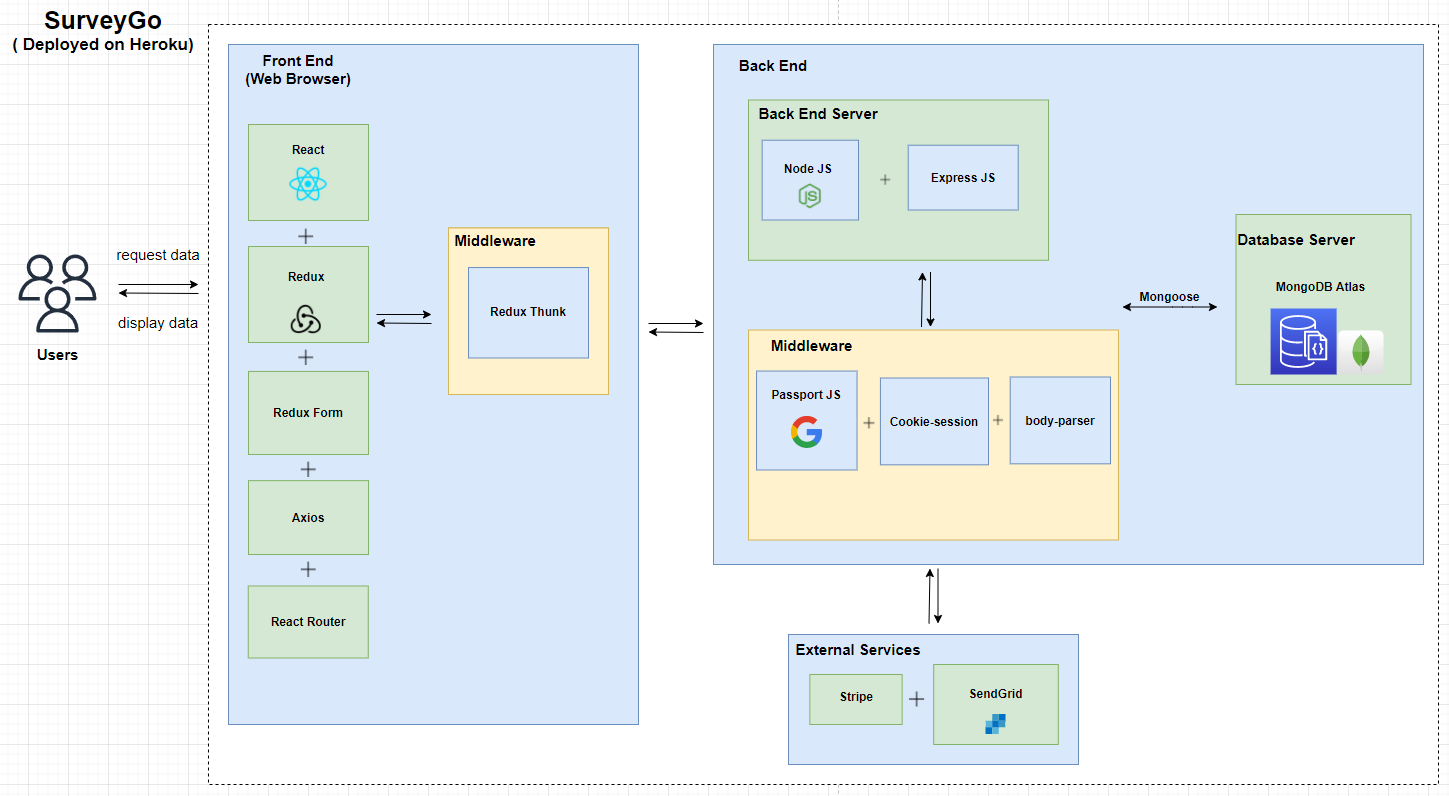 SurveyGo
( Deployed on Heroku)
Users
request data
display data
Front End
(Web Browser)
React
+
Redux
+
Redux Form
+
Axios
+
React Router
Middleware
Redux Thunk
Back End
Back End Server
Node JS
JS
+
Express JS
Middleware
Passport JS
G
+
Cookie-session
+
body-parser
Mongoose
Database Server
MongoDB Atlas
{}
External Services
Stripe
+
SendGrid